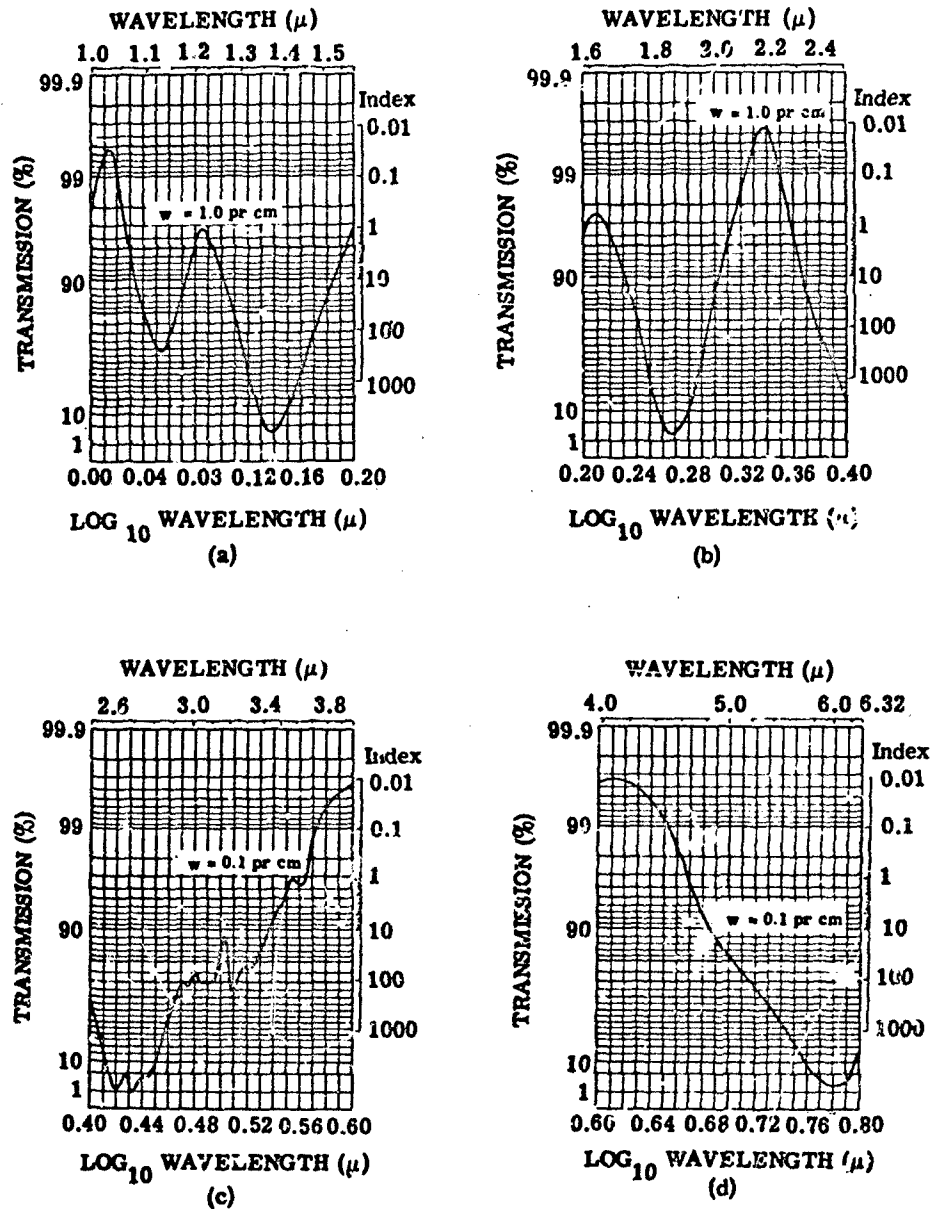 WAVELENGTH (μ)
1.0 1.1 1.2 1.3 1.4 1.5
99.9
99
90
10
1
TRANSMISSION (%)
Index
0.01
0.1
1
10
100
1000
w = 1.0 pr cm
0.00 0.04 0.03 0.12 0.16 0.20
LOG10 WAVELENGTH (μ)
(a)
WAVELENGTH (μ)
1.6 1.8 2.0 2.2 2.4
99.9
99
90
10
1
TRANSMISSION (%)
Index
0.01
0.1
1
10
100
1000
w = 1.0 pr cm
0.20 0.24 0.28 0.32 0.36 0.40
LOG10 WAVELENGTH (μ)
(b)
WAVELENGTH (μ)
2.6 3.0 3.4 3.8
99.9
99
90
10
1
TRANSMISSION (%)
Index
0.01
0.1
1
10
100
1000
w = 0.1 pr cm
0.40 0.44 0.48 0.52 0.56 0.60
LOG10 WAVELENGTH (μ)
(c)
WAVELENGTH (μ)
4.0 5.0 6.0 6.32
99.9
99
90
10
1
TRANSMISSION (%)
Index
0.01
0.1
1
10
100
1000
w = 0.1 pr cm
0.60 0.64 0.68 0.72 0.76 0.80
LOG10 WAVELENGTH (μ)
(d)